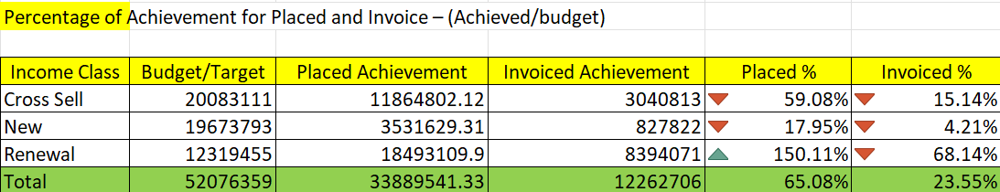 Percentage of Achievement for Placed and Invoice – (Achieved/budget)
Income Class Budget/Target Placed Achievement Invoiced Achievement Placed % Invoiced %
Cross Sell 20083111 11864802.12 3040813 59.08% 15.14%
New 19673793 3531629.31 827822 17.95% 4.21%
Renewal 12319455 18493109.9 8394071 150.11% 68.14%
Total 52076359 33889541.33 12262706 65.08% 23.55%